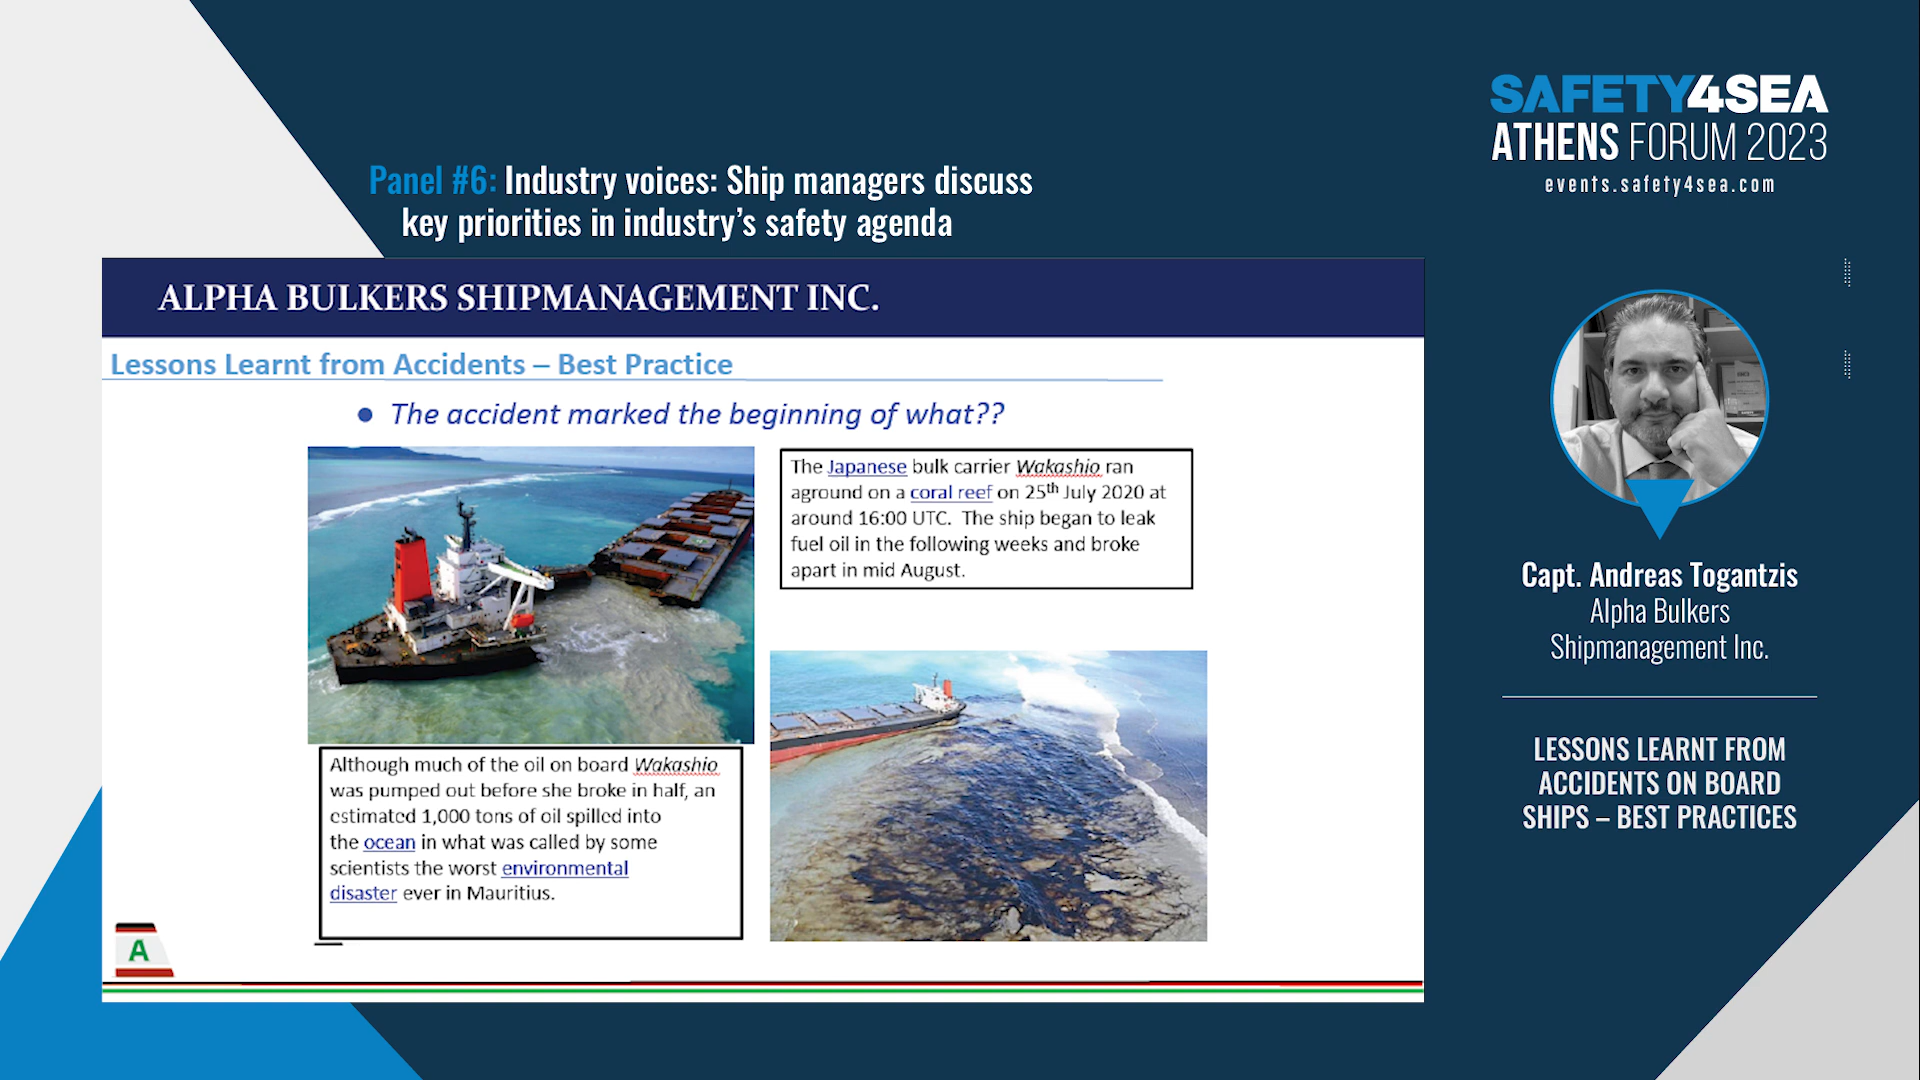 SAFETY4SEA
ATHENS FORUM 2023
events.safety4sea.com
Panel #6: Industry voices: Ship managers discuss
key priorities in industry’s safety agenda
ALPHA BULKERS SHIPMANAGEMENT INC.
Lessons Learnt from Accidents – Best Practice
• The accident marked the beginning of what??
The Japanese bulk carrier Wakashio ran
aground on a coral reef on 25th July 2020 at
around 16:00 UTC. The ship began to leak
fuel oil in the following weeks and broke
apart in mid August.
Although much of the oil on board Wakashio
was pumped out before she broke in half, an
estimated 1,000 tons of oil spilled into
the ocean in what was called by some
scientists the worst environmental
disaster ever in Mauritius.
A
Capt. Andreas Togantzis
Alpha Bulkers
Shipmanagement Inc.
LESSONS LEARNT FROM
ACCIDENTS ON BOARD
SHIPS – BEST PRACTICES